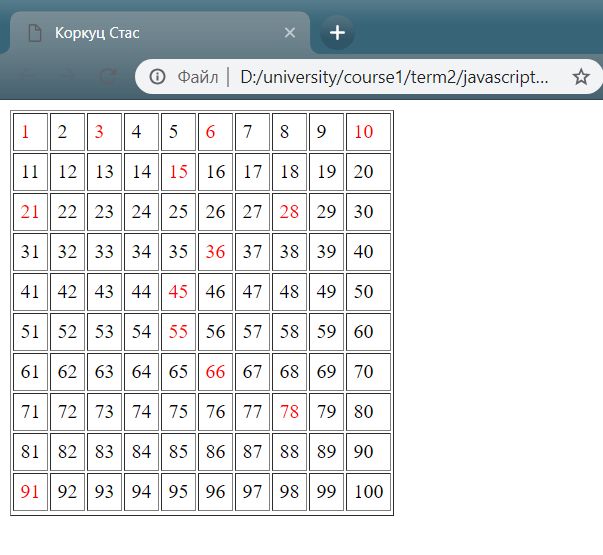 Коркуц Стас
Файл D:/university/course1/term2/javascript...
1 2 3 4 5 6 7 8 9 10
11 12 13 14 15 16 17 18 19 20
21 22 23 24 25 26 27 28 29 30
31 32 33 34 35 36 37 38 39 40
41 42 43 44 45 46 47 48 49 50
51 52 53 54 55 56 57 58 59 60
61 62 63 64 65 66 67 68 69 70
71 72 73 74 75 76 77 78 79 80
81 82 83 84 85 86 87 88 89 90
91 92 93 94 95 96 97 98 99 100